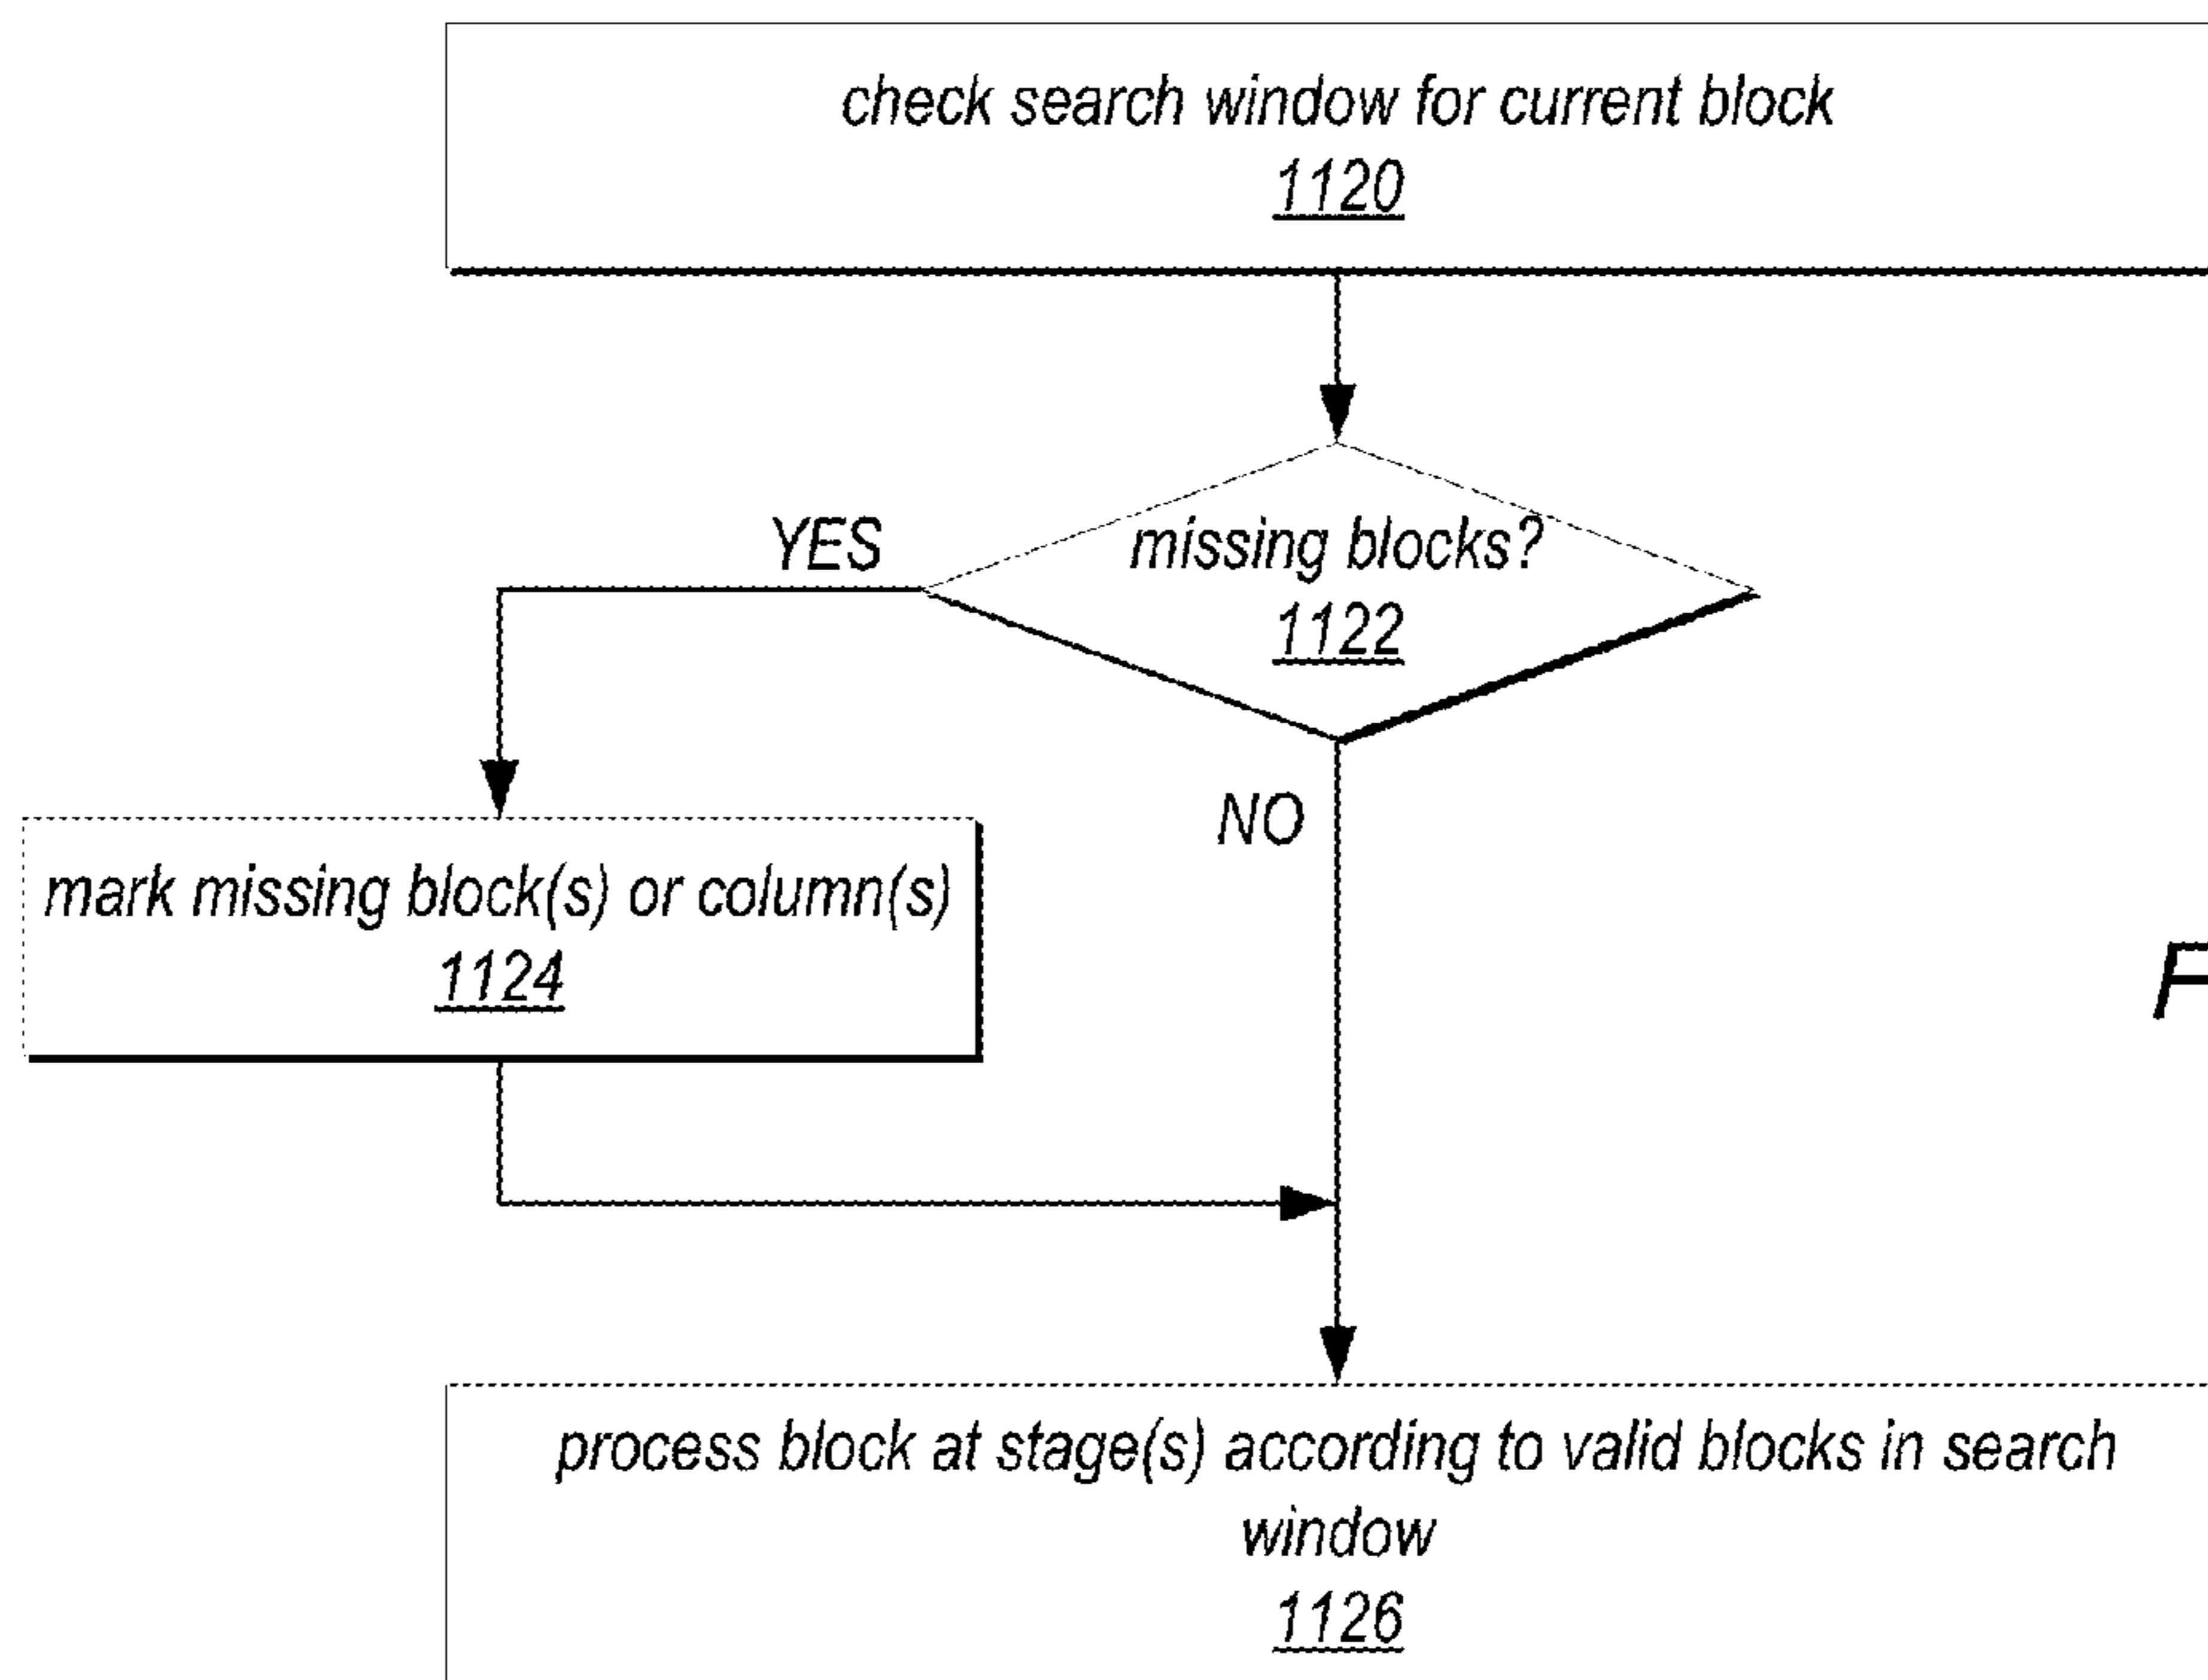 check search window for current block
1120
YES
missing blocks?
1122
NO
mark missing block(s) or column(s)
1124
F
process block at stage(s) according to valid blocks in search
window
1126